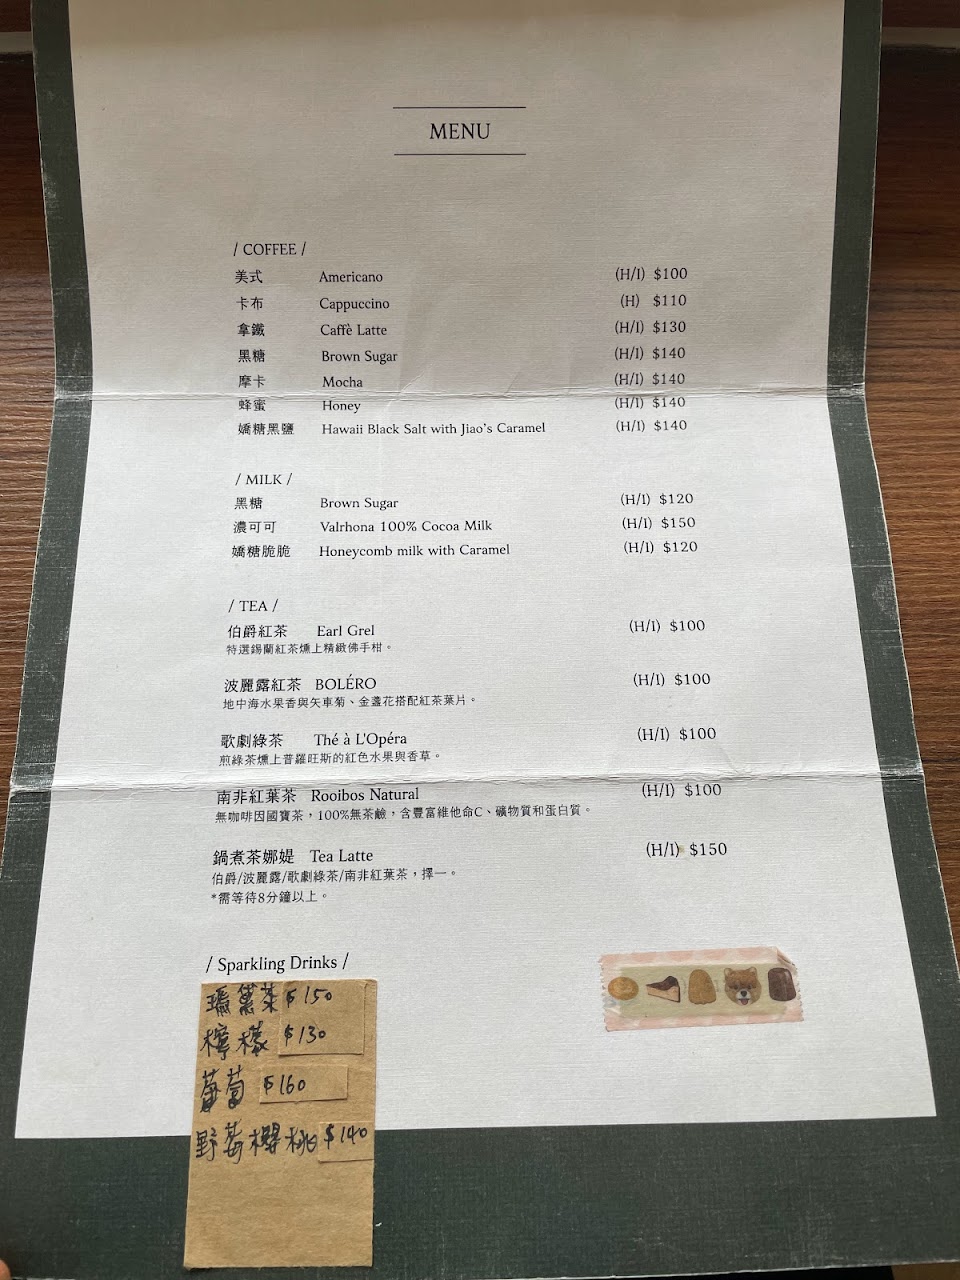 MENU
/ COFFEE /
美式 Americano (H/I) $100
卡布 Cappuccino (H) $110
拿鐵 Caffè Latte (H/I) $130
黑糖 Brown Sugar (H/I) $140
摩卡 Mocha (H/I) $140
蜂蜜 Honey (H/I) $140
嬌糖黑鹽 Hawaii Black Salt with Jiao's Caramel (H/I) $140
/ MILK /
黑糖 Brown Sugar (H/I) $120
濃可可 Valrhona 100% Cocoa Milk (H/I) $150
嬌糖脆脆 Honeycomb milk with Caramel (H/I) $120
/ TEA /
伯爵紅茶 Earl Grel (H/I) $100
特選錫蘭紅茶燻上精緻佛手柑。
波麗露紅茶 BOLÉRO (H/I) $100
地中海水果香與矢車菊、金盞花搭配紅茶葉片。
歌劇綠茶 Thé à L'Opéra (H/I) $100
煎綠茶燻上普羅旺斯的紅色水果與香草。
南非紅葉茶 Rooibos Natural (H/I) $100
無咖啡因國寶茶，100%無茶鹼，含豐富維他命C、礦物質和蛋白質。
鍋煮茶娜媞 Tea Latte (H/I) $150
伯爵/波麗露/歌劇綠茶/南非紅葉茶，擇一。
*需等待8分鐘以上。
/ Sparkling Drinks /
瑪黛茶 $150
檸檬 $130
葡萄 $160
野莓櫻桃 $140